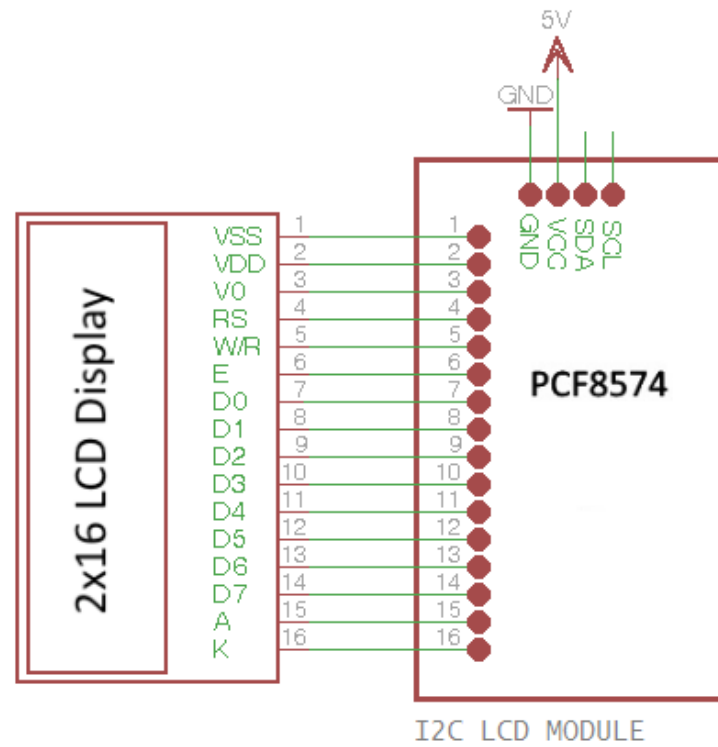 5V
GND
GND
VCC
SDA
SCL
2x16 LCD Display
VSS 1 1
VDD 2 2
V0 3 3
RS 4 4
W/R 5 5
E 6 6
D0 7 7
D1 8 8
D2 9 9
D3 10 10
D4 11 11
D5 12 12
D6 13 13
D7 14 14
A 15 15
K 16 16
PCF8574
I2C LCD MODULE